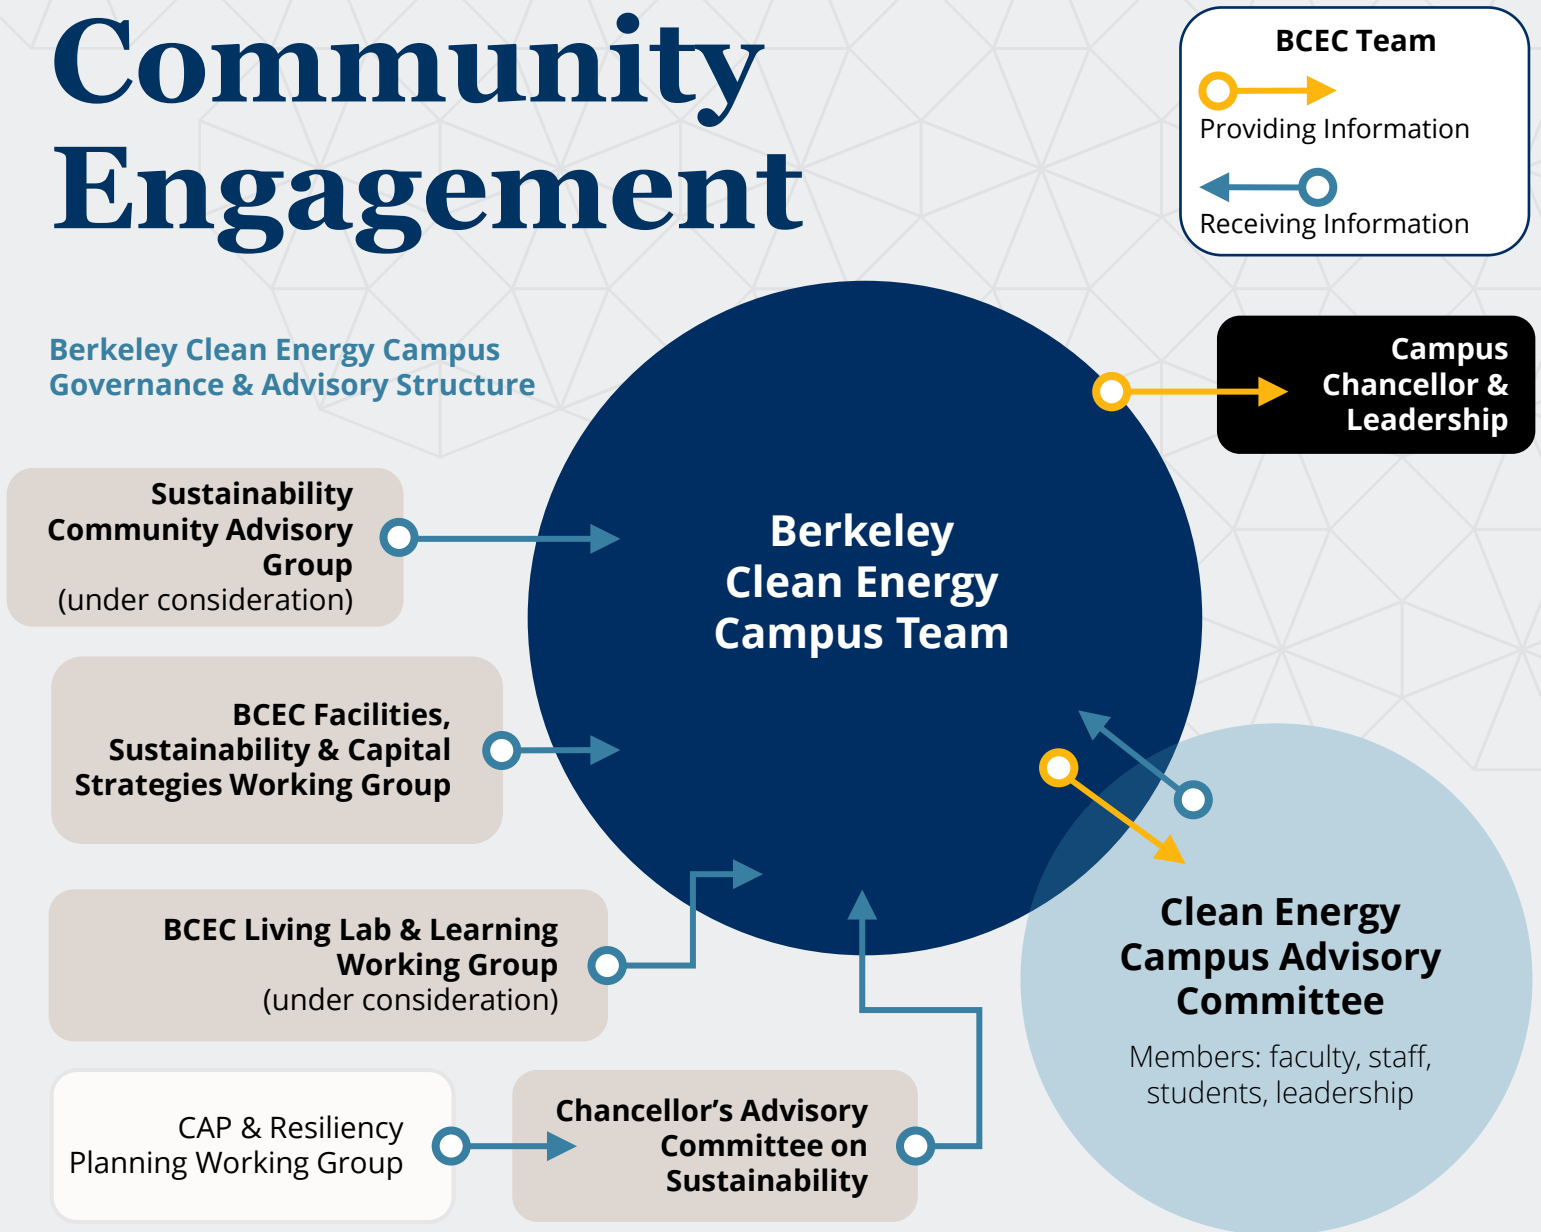 Community
Engagement
BCEC Team
Providing Information
Receiving Information
Berkeley Clean Energy Campus
Governance & Advisory Structure
Campus
Chancellor &
Leadership
Sustainability
Community Advisory
Group
(under consideration)
Berkeley
Clean Energy
Campus Team
BCEC Facilities,
Sustainability & Capital
Strategies Working Group
BCEC Living Lab & Learning
Working Group
(under consideration)
Clean Energy
Campus Advisory
Committee
Members: faculty, staff,
students, leadership
CAP & Resiliency
Planning Working Group
Chancellor’s Advisory
Committee on
Sustainability